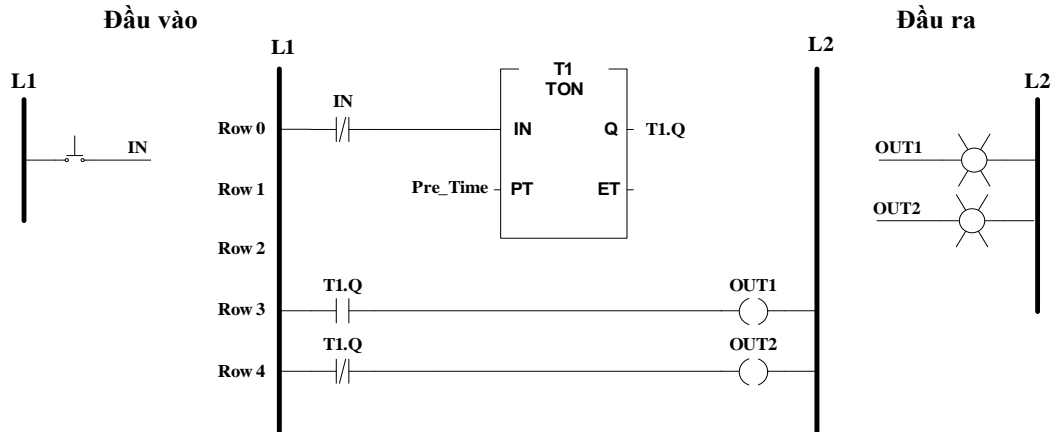 Đầu vào
Đầu ra
L1
L2
L1
L2
T1
TON
IN
IN
Row 0
IN
Q
T1.Q
OUT1
Row 1
Pre_Time
PT
ET
OUT2
Row 2
T1.Q
OUT1
Row 3
T1.Q
OUT2
Row 4